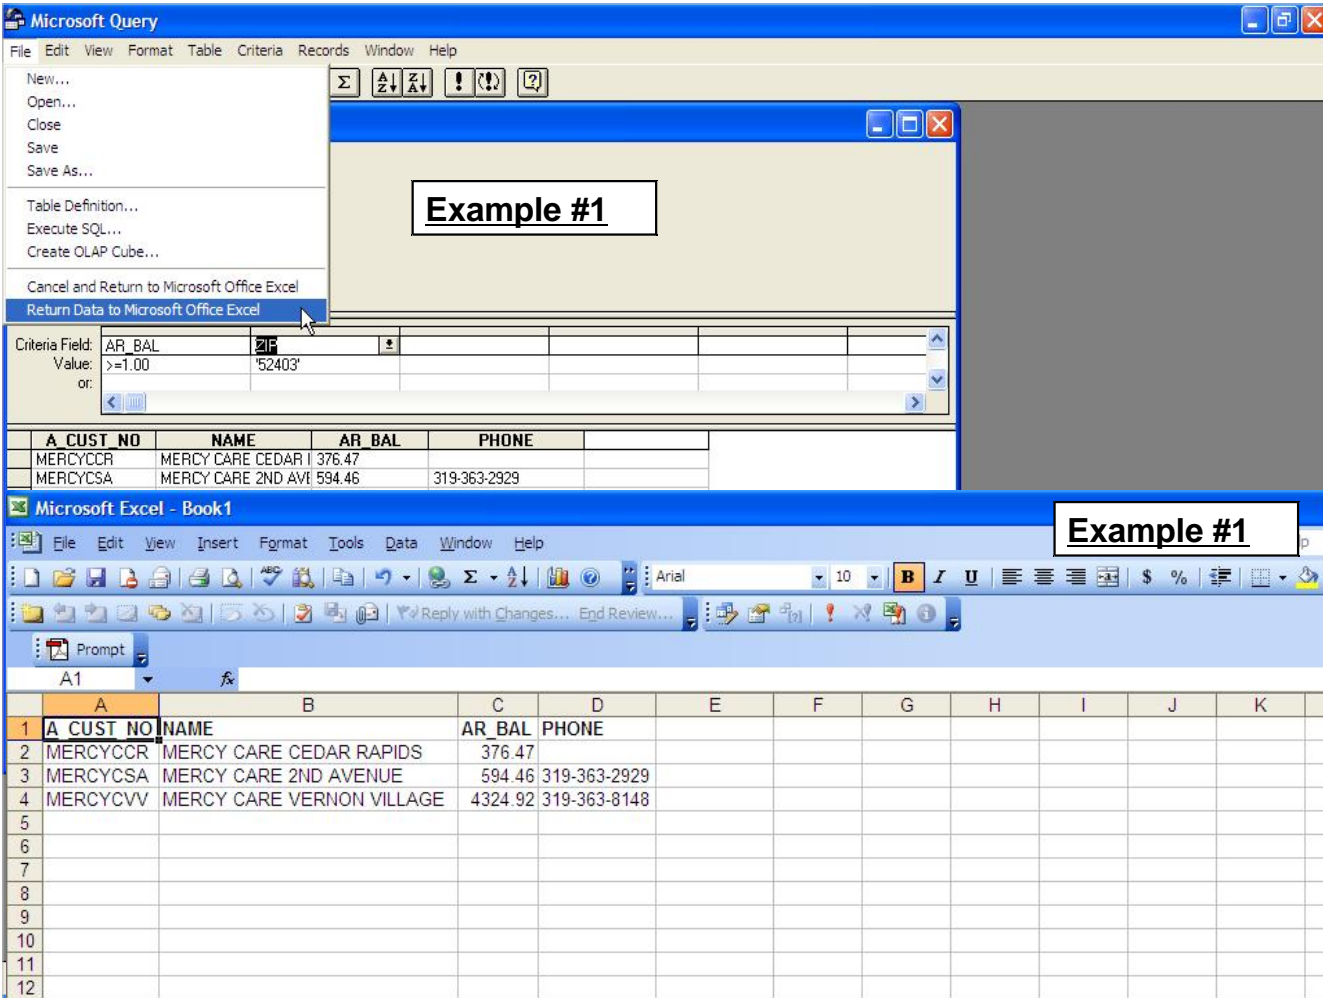 Microsoft Query
File Edit View Format Table Criteria Records Window Help
New...
Open...
Close
Save
Save As...
Table Definition...
Execute SQL...
Create OLAP Cube...
Cancel and Return to Microsoft Office Excel
Return Data to Microsoft Office Excel
Example #1
Criteria Field: AR_BAL ZIP
Value: >=1.00 '52403'
or:
A_CUST_NO NAME AR_BAL PHONE
MERCYCCR MERCY CARE CEDAR 376.47
MERCYCSA MERCY CARE 2ND 594.46 319-363-2929
Microsoft Excel - Book1
Example #1
File Edit View Insert Format Tools Data Window Help
Arial 10 B I U $ %
Reply with Changes... End Review...
Prompt
A1 fx
A B C D E F G H I J K
1 A_CUST_NO NAME AR_BAL PHONE
2 MERCYCCR MERCY CARE CEDAR RAPIDS 376.47
3 MERCYCSA MERCY CARE 2ND AVENUE 594.46 319-363-2929
4 MERCYCVV MERCY CARE VERNON VILLAGE 4324.92 319-363-8148
5
6
7
8
9
10
11
12